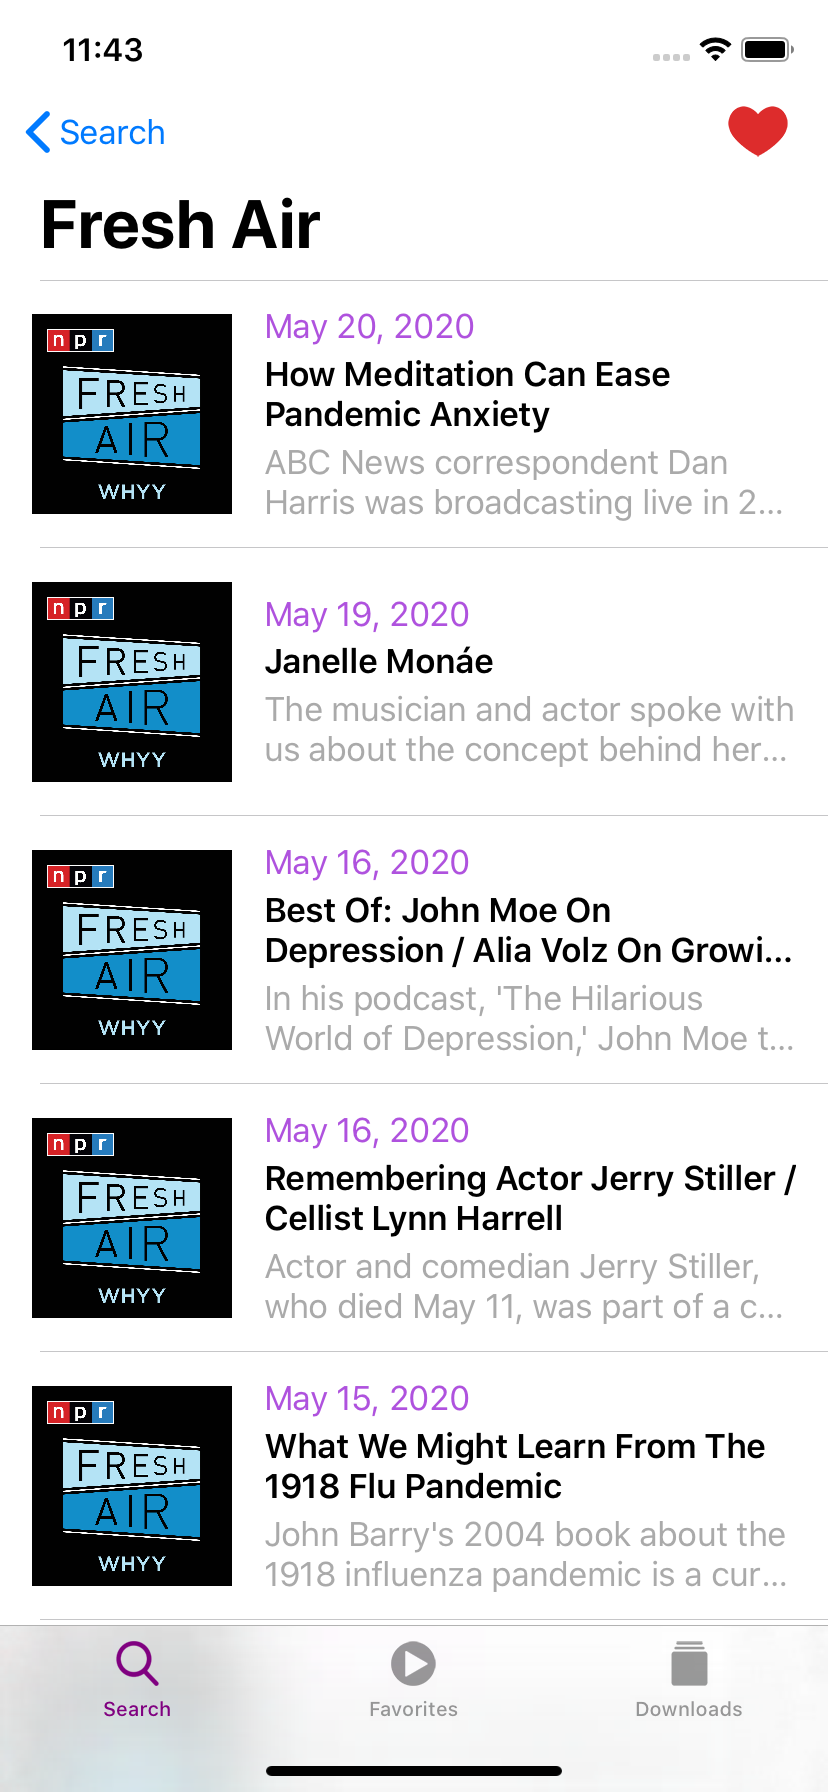 11:43
Search
Fresh Air
npr
FRESH
AIR
WHYY
May 20, 2020
How Meditation Can Ease
Pandemic Anxiety
ABC News correspondent Dan
Harris was broadcasting live in 2...
npr
FRESH
AIR
WHYY
May 19, 2020
Janelle Monáe
The musician and actor spoke with
us about the concept behind her...
npr
FRESH
AIR
WHYY
May 16, 2020
Best Of: John Moe On
Depression / Alia Volz On Growi...
In his podcast, 'The Hilarious
World of Depression,' John Moe t...
npr
FRESH
AIR
WHYY
May 16, 2020
Remembering Actor Jerry Stiller /
Cellist Lynn Harrell
Actor and comedian Jerry Stiller,
who died May 11, was part of a c...
npr
FRESH
AIR
WHYY
May 15, 2020
What We Might Learn From The
1918 Flu Pandemic
John Barry's 2004 book about the
1918 influenza pandemic is a cur...
Search
Favorites
Downloads